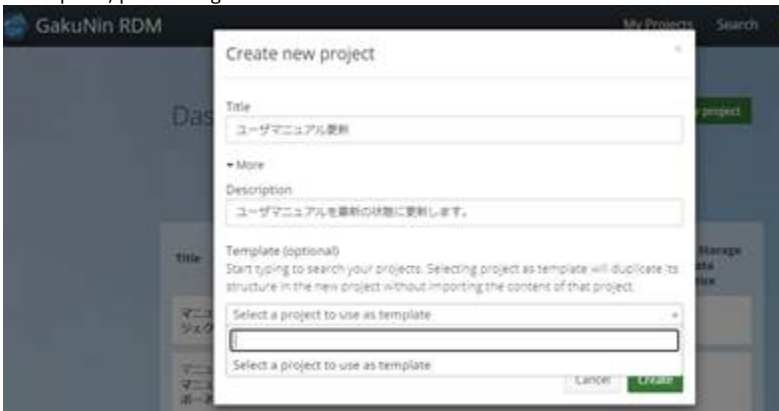 GakuNin RDM
My Projects Search
Create new project
×
Das
project
Title
ユーザマニュアル更新
More
Description
ユーザマニュアルを最新の状態に更新します。
Title
Template (optional)
Storage
Start typing to search your projects. Selecting project as template will duplicate its
structure in the new project without importing the content of that project.
Select a project to use as template
Select a project to use as template
Cancel Create